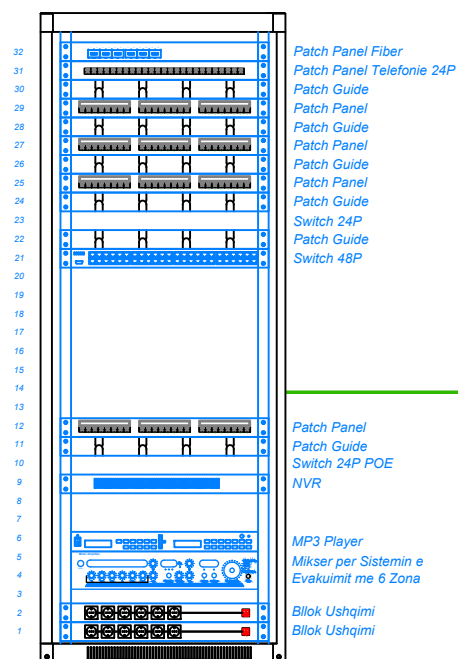 32 Patch Panel Fiber
31 Patch Panel Telefonie 24P
30 Patch Guide
29 Patch Panel
28 Patch Guide
27 Patch Panel
26 Patch Guide
25 Patch Panel
24 Patch Guide
23 Switch 24P
22 Patch Guide
21 Switch 48P
20
19
18
17
16
15
14
13
12 Patch Panel
11 Patch Guide
10 Switch 24P POE
9 NVR
8
7
6 MP3 Player
5 Mikser per Sistemin e
4 Evakuimit me 6 Zona
3
2 Bllok Ushqimi
1 Bllok Ushqimi